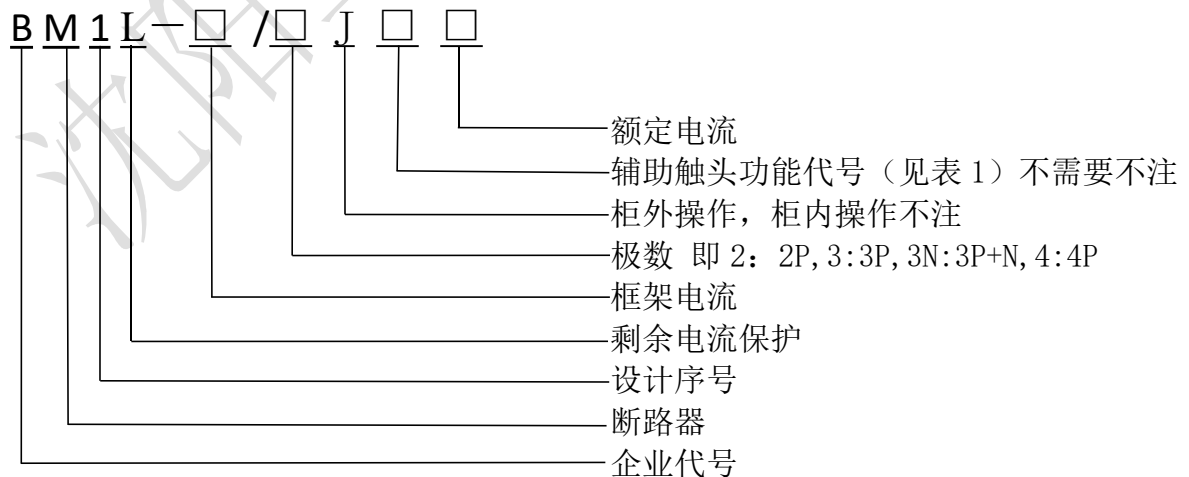 沈阳
BM1L—□/□J□□
额定电流
辅助触头功能代号（见表1）不需要不注
柜外操作，柜内操作不注
极数 即2：2P,3:3P,3N:3P+N,4:4P
框架电流
剩余电流保护
设计序号
断路器
企业代号